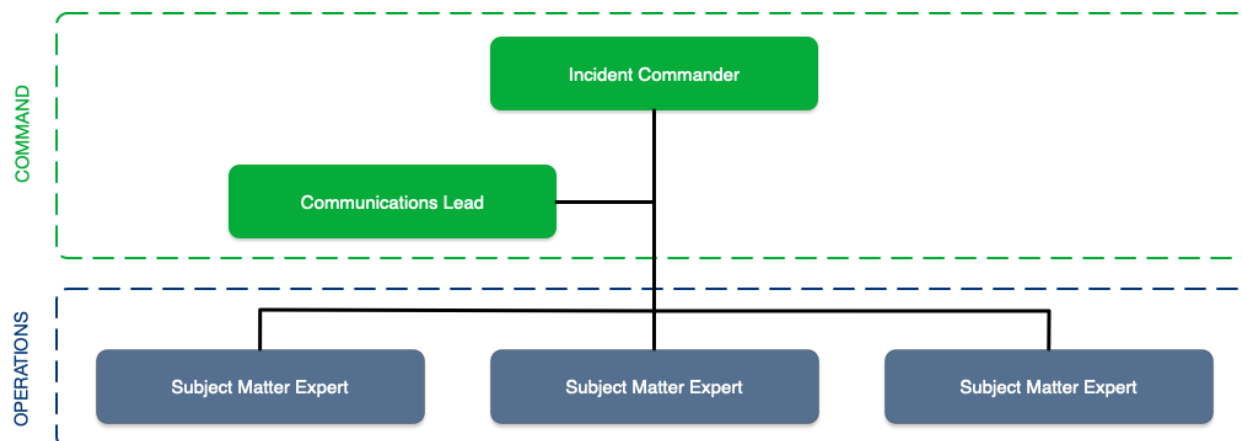 COMMAND
Incident Commander
Communications Lead
OPERATIONS
Subject Matter Expert
Subject Matter Expert
Subject Matter Expert